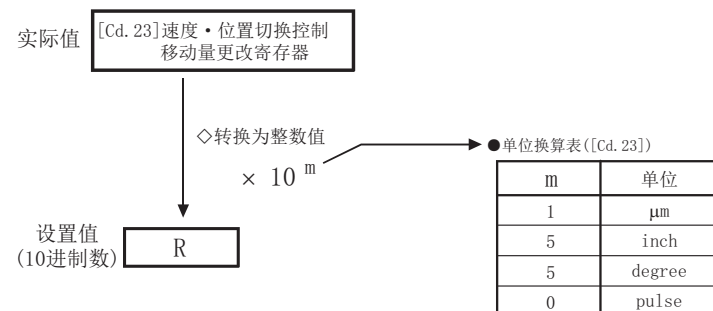 实际值
[Cd.23]速度・位置切换控制
移动量更改寄存器
◇转换为整数值
× 10 m
●单位换算表([Cd.23])
m 单位
1 μm
5 inch
5 degree
0 pulse
设置值
(10进制数)
R